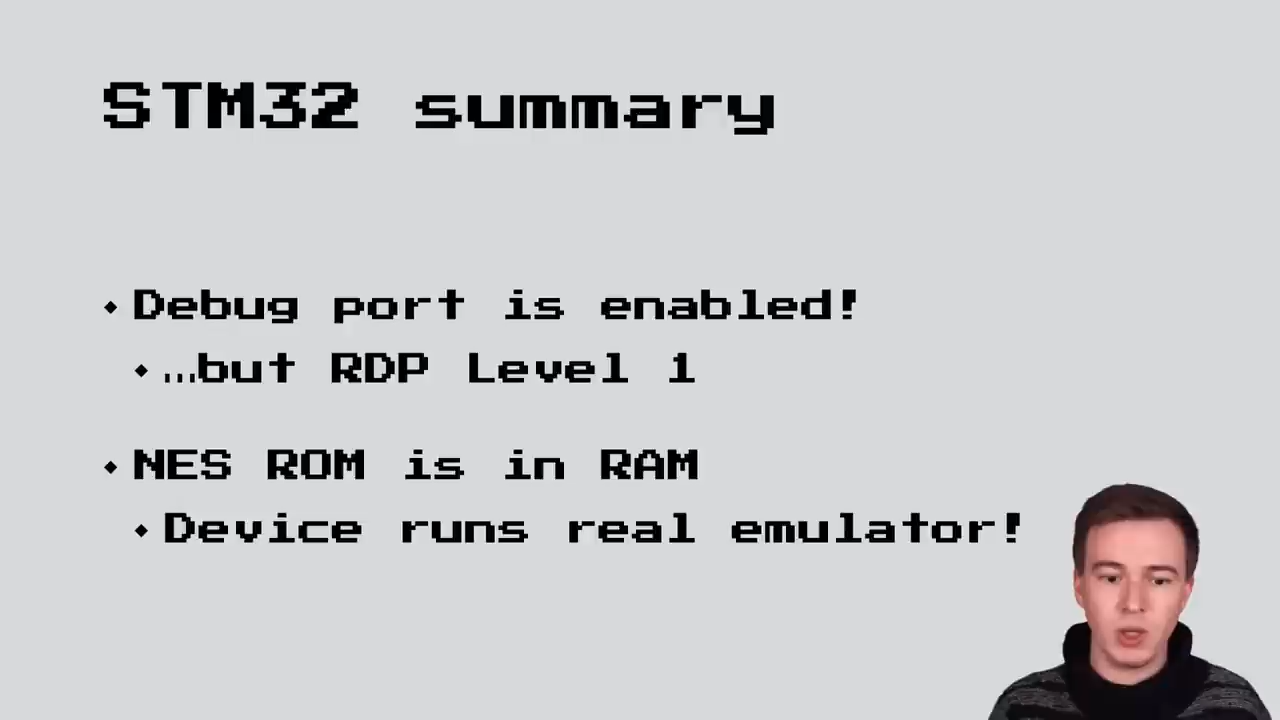 STM32 summary
Debug port is enabled!
...but RDP Level 1
NES ROM is in RAM
Device runs real emulator!